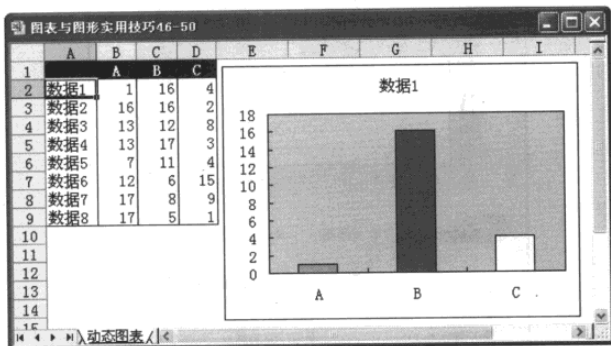 图表与图形实用技巧46-50
A B C D E F G H I
1 A B C
2 数据1 1 16 4
3 数据2 16 16 2
4 数据3 13 12 8
5 数据4 13 17 3
6 数据5 7 11 4
7 数据6 12 6 15
8 数据7 17 8 9
9 数据8 17 5 1
10
11
12
13
14
15
数据1
18
16
14
12
10
8
6
4
2
0
A B C
动态图表